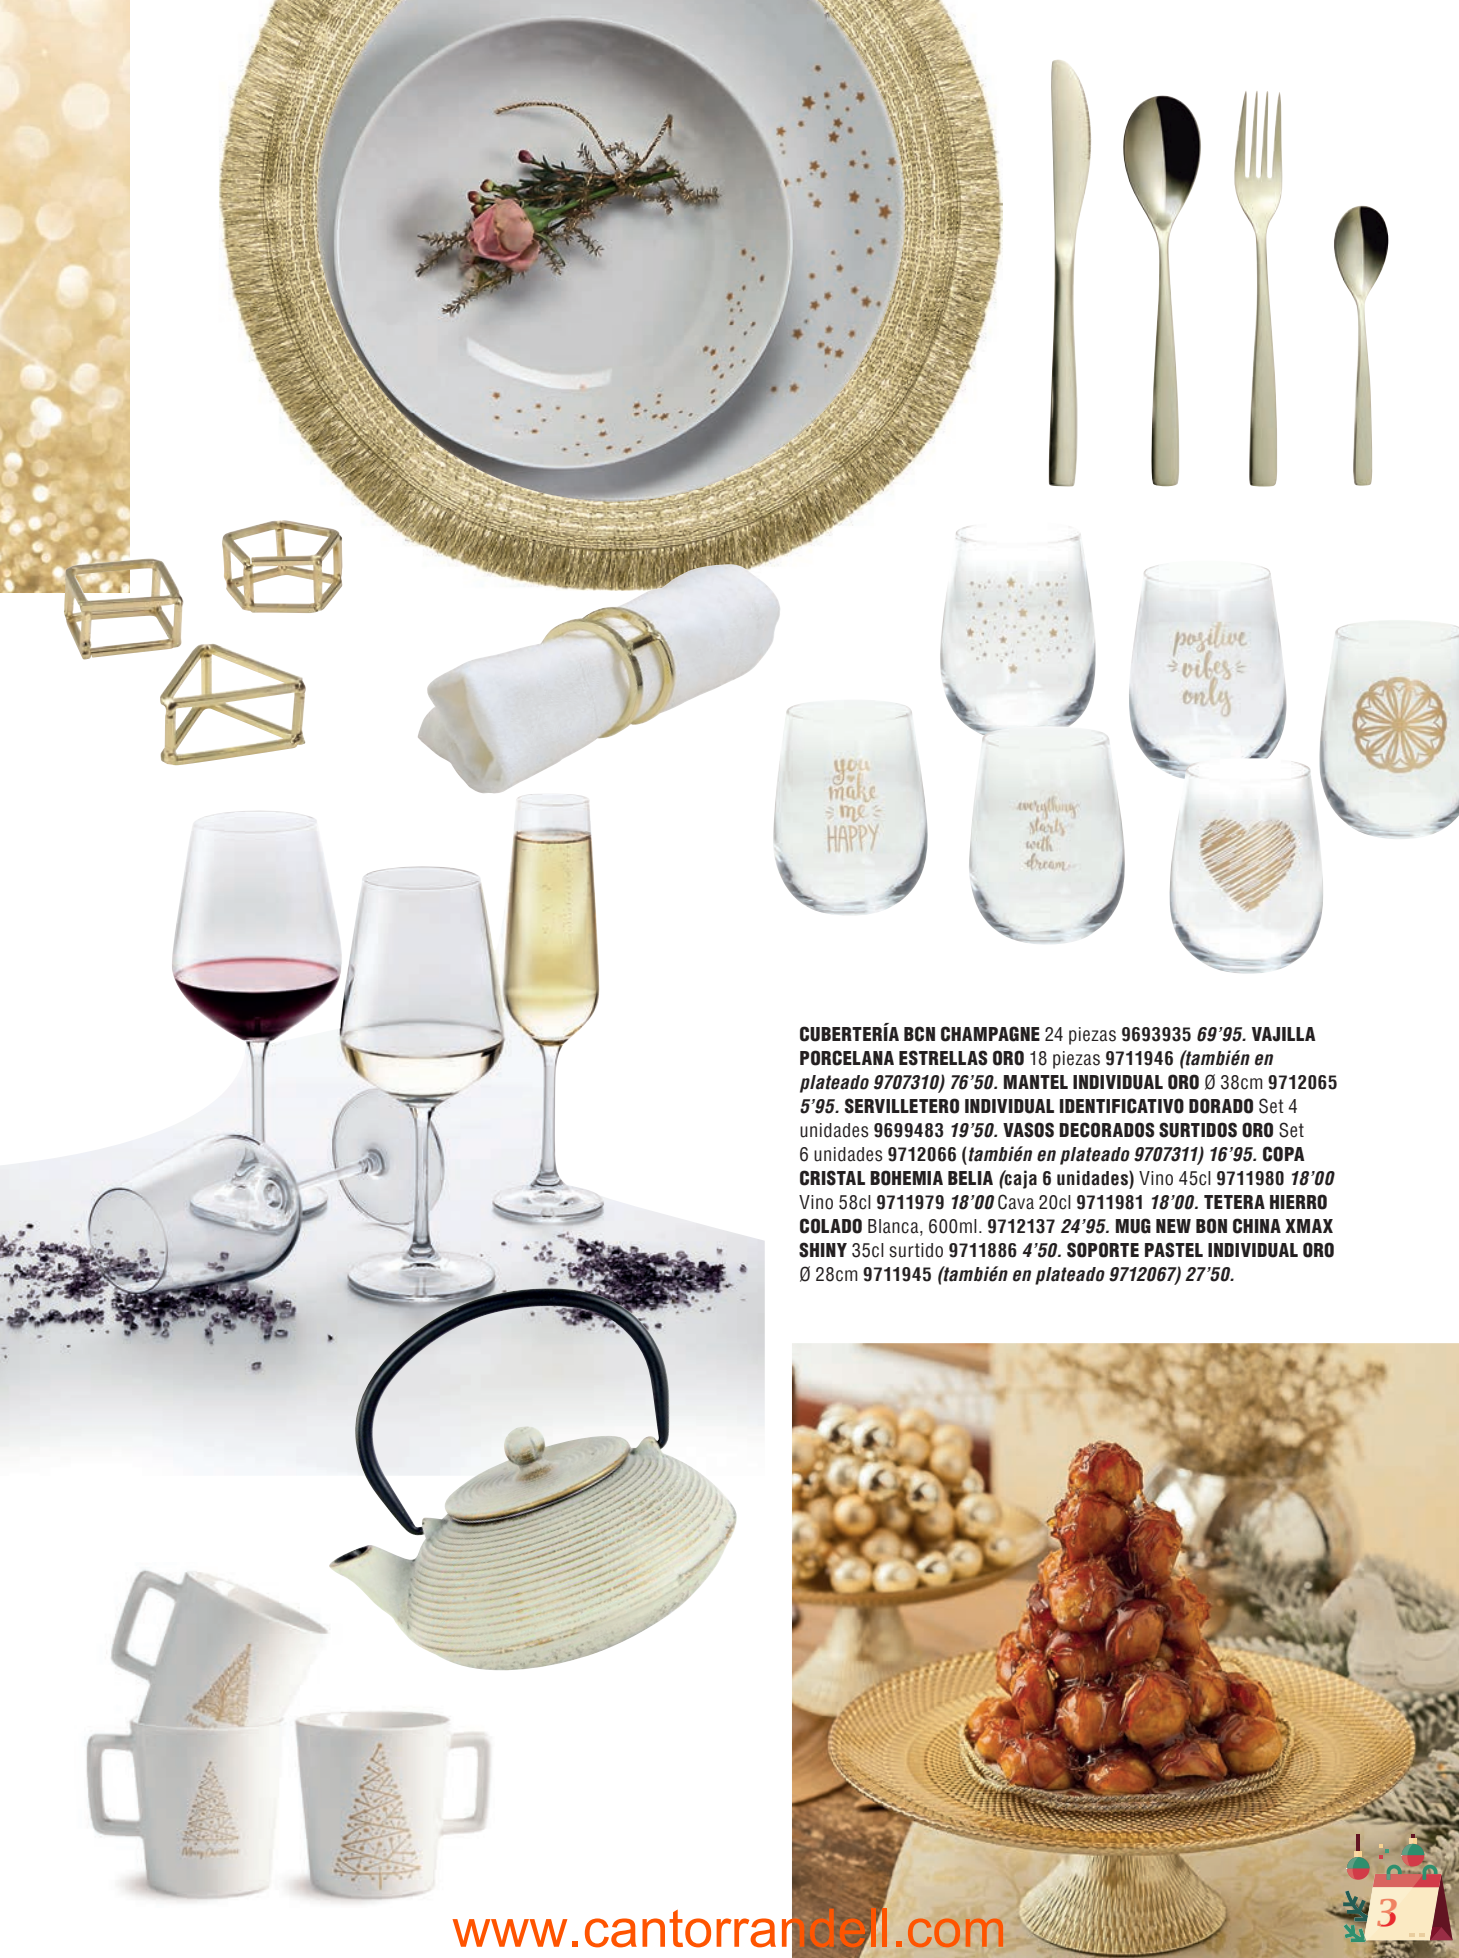 positive
vibes
only
you
make
me
HAPPY
everything
starts
with
dream
CUBERTERÍA BCN CHAMPAGNE 24 piezas 9693935 69’95. VAJILLA
PORCELANA ESTRELLAS ORO 18 piezas 9711946 (también en
plateado 9707310) 76’50. MANTEL INDIVIDUAL ORO Ø 38cm 9712065
5’95. SERVILLETERO INDIVIDUAL IDENTIFICATIVO DORADO Set 4
unidades 9699483 19’50. VASOS DECORADOS SURTIDOS ORO Set
6 unidades 9712066 (también en plateado 9707311) 16’95. COPA
CRISTAL BOHEMIA BELIA (caja 6 unidades) Vino 45cl 9711980 18’00
Vino 58cl 9711979 18’00 Cava 20cl 9711981 18’00. TETERA HIERRO
COLADO Blanca, 600ml. 9712137 24’95. MUG NEW BON CHINA XMAX
SHINY 35cl surtido 9711886 4’50. SOPORTE PASTEL INDIVIDUAL ORO
Ø 28cm 9711945 (también en plateado 9712067) 27’50.
Merry
Merry Christmas
3
www.cantorrandell.com